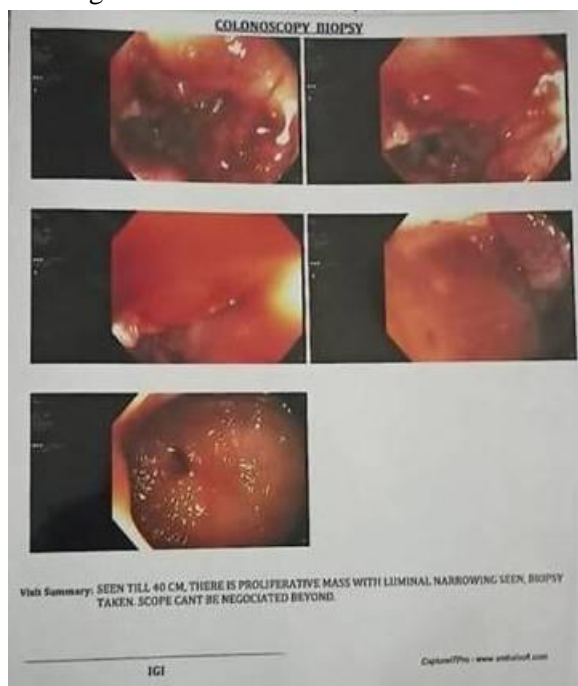 COLONOSCOPY BIOPSY
Visit Summary: SEEN TILL 40 CM, THERE IS PROLIFERATIVE MASS WITH LUMINAL NARROWING SEEN, BIOPSY
TAKEN. SCOPE CANT BE NEGOCIATED BEYOND.
IGI